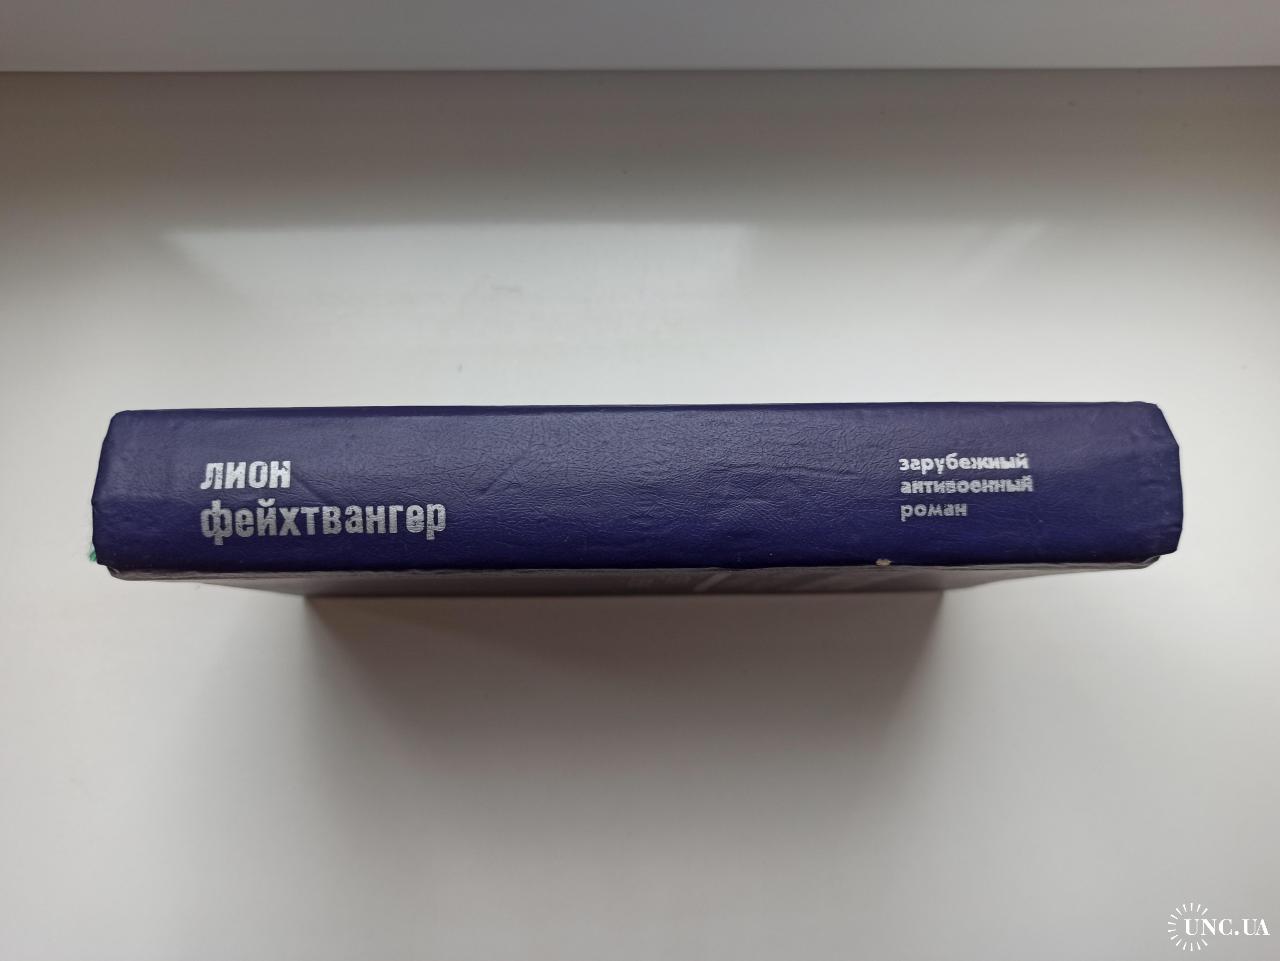 лион
фейхтвангер
зарубежный
антивоенный
роман
UNC.UA